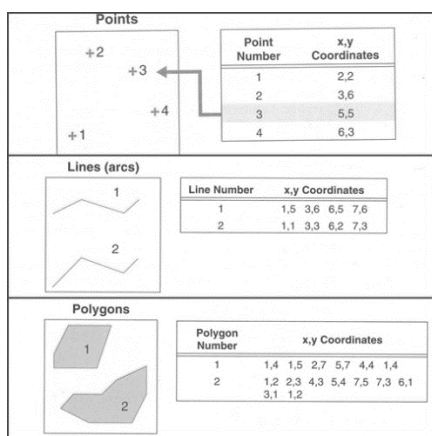 Points
+2
+3
+4
+1
Point Number x,y Coordinates
1 2,2
2 3,6
3 5,5
4 6,3
Lines (arcs)
1
2
Line Number x,y Coordinates
1 1,5 3,6 6,5 7,6
2 1,1 3,3 6,2 7,3
Polygons
1
2
Polygon Number x,y Coordinates
1 1,4 1,5 2,7 5,7 4,4 1,4
2 1,2 2,3 4,3 5,4 7,5 7,3 6,1
3,1 1,2